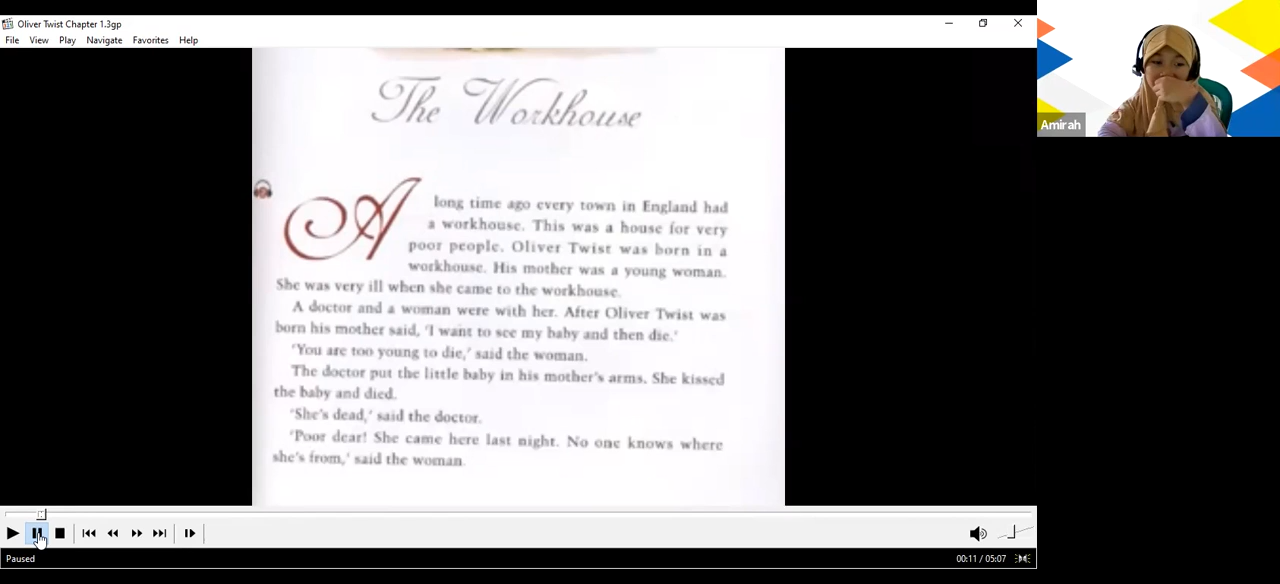 Oliver Twist Chapter 1.3gp
File View Play Navigate Favorites Help
The Workhouse
A long time ago every town in England had
a workhouse. This was a house for very
poor people. Oliver Twist was born in a
workhouse. His mother was a young woman.
She was very ill when she came to the workhouse.
A doctor and a woman were with her. After Oliver Twist was
born his mother said, 'I want to see my baby and then die.'
'You are too young to die,' said the woman.
The doctor put the little baby in his mother's arms. She kissed
the baby and died.
'She's dead,' said the doctor.
'Poor dear! She came here last night. No one knows where
she's from,' said the woman.
Paused
00:11 / 05:07
Amirah